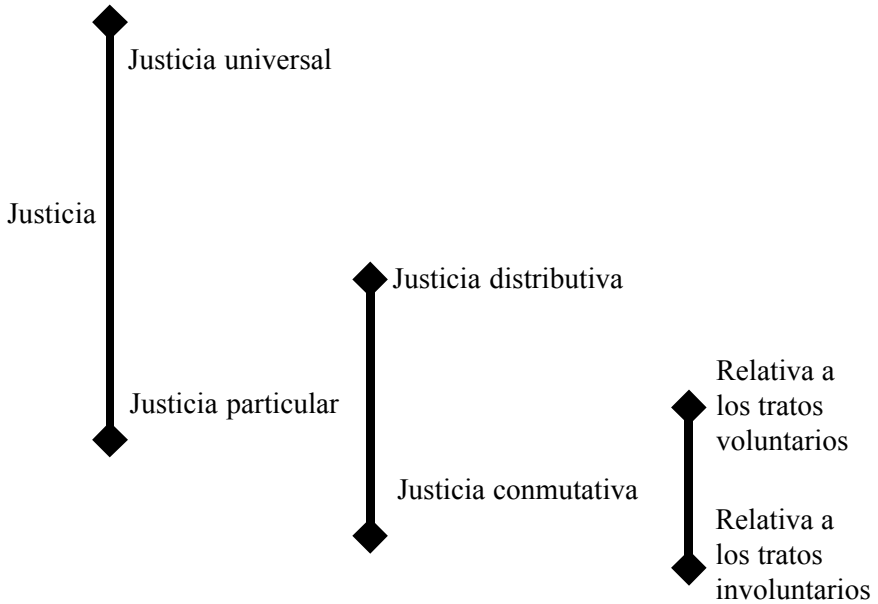 Justicia universal
Justicia
Justicia distributiva
Justicia particular
Relativa a
los tratos
voluntarios
Justicia conmutativa
Relativa a
los tratos
involuntarios